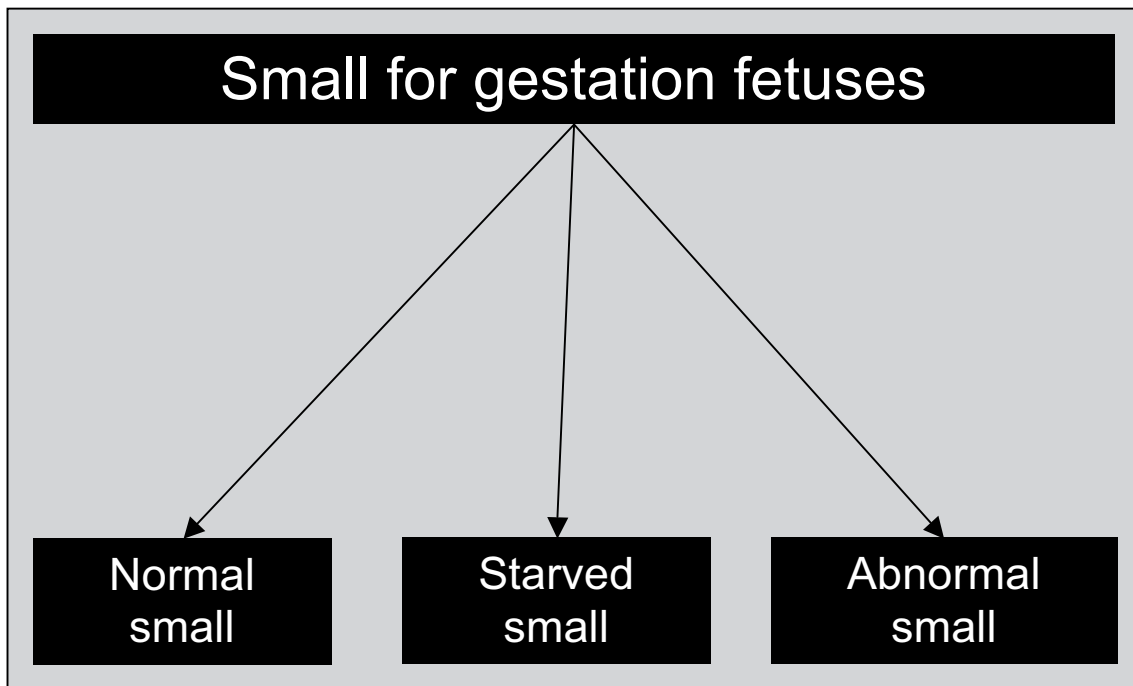 Small for gestation fetuses
Normal
small
Starved
small
Abnormal
small